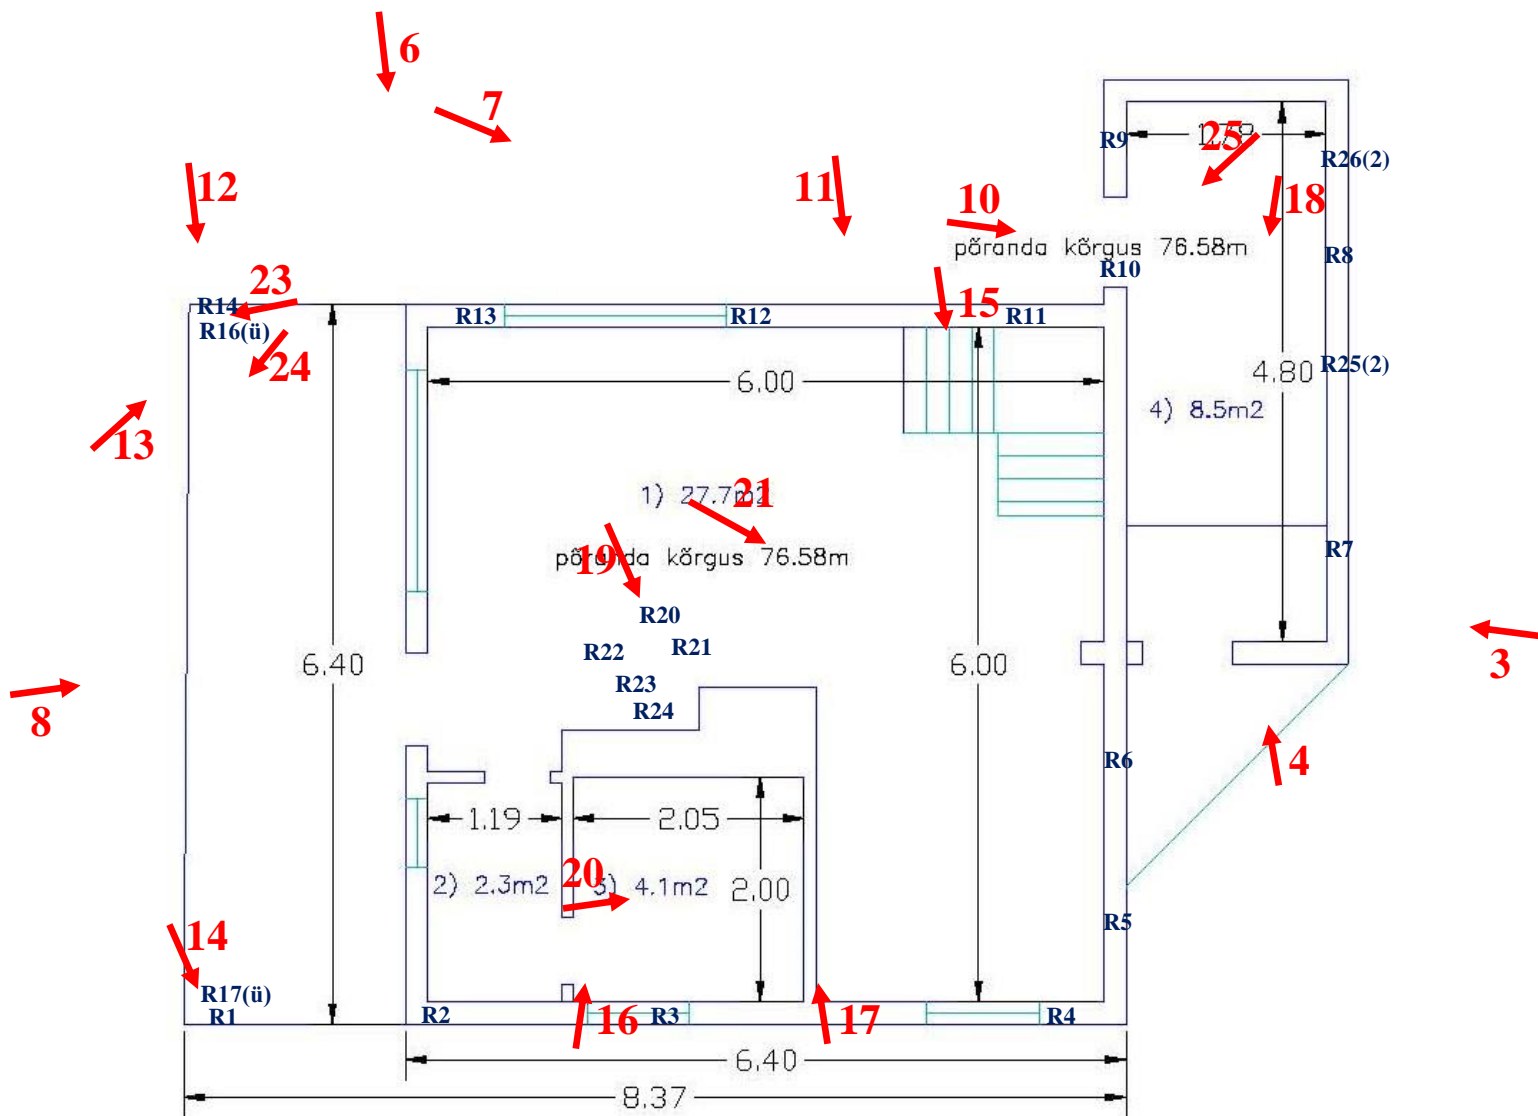 6
7
12
11
10
R9
1.79
25
R26(2)
18
põranda kõrgus 76.58m
R8
R10
23
R14
R16(ü)
24
R13
R12
15
R11
6.00
4.80
R25(2)
4) 8.5m2
13
1) 27.7m2
21
R7
põranda kõrgus 76.58m
19
R20
R21
R22
6.40
6.00
3
R23
R24
8
R6
4
1.19
2.05
20
2) 2.3m2
3) 4.1m2
2.00
R5
14
R17(ü)
R1
R2
16
R3
17
R4
6.40
8.37